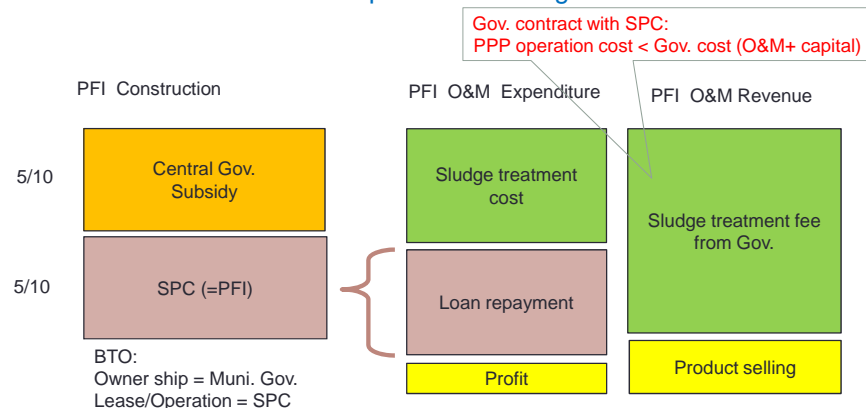 Gov. contract with SPC:
PPP operation cost < Gov. cost (O&M+ capital)
PFI Construction
PFI O&M Expenditure
PFI O&M Revenue
5/10
Central Gov.
Subsidy
Sludge treatment
cost
Sludge treatment fee
from Gov.
5/10
SPC (=PFI)
Loan repayment
BTO:
Owner ship = Muni. Gov.
Lease/Operation = SPC
Profit
Product selling